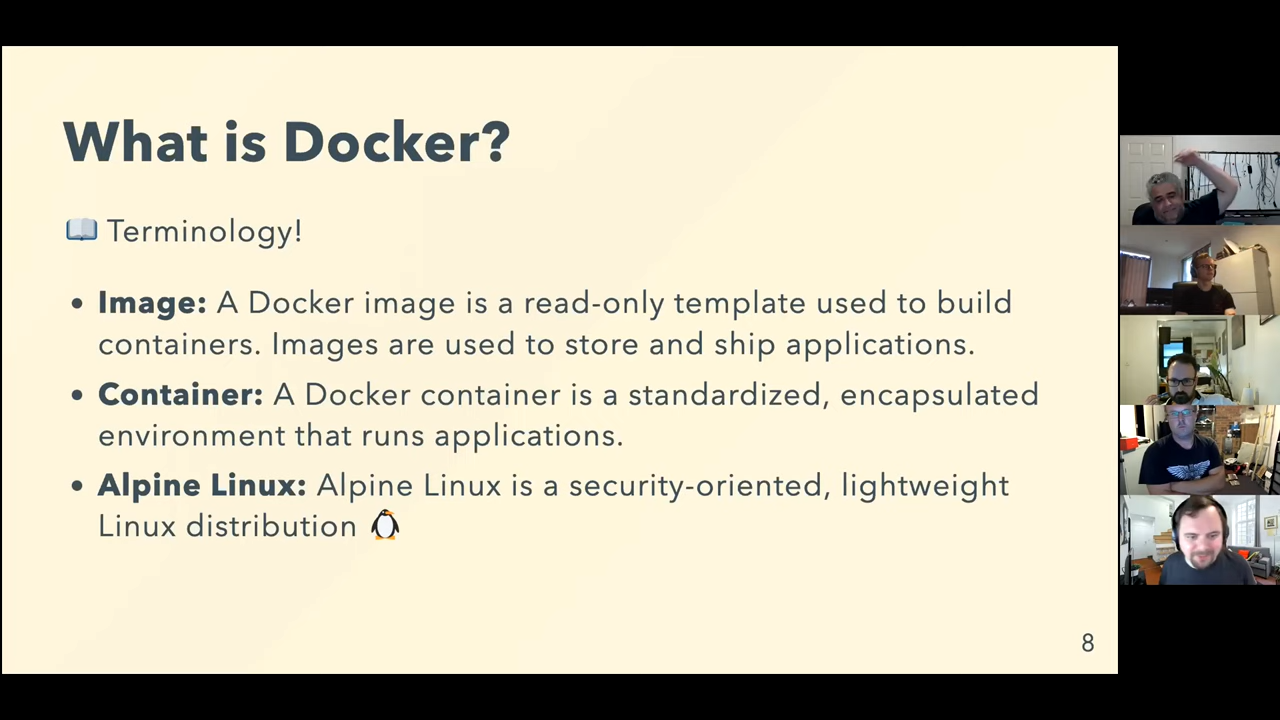 What is Docker?
📖 Terminology!
• Image: A Docker image is a read-only template used to build
containers. Images are used to store and ship applications.
• Container: A Docker container is a standardized, encapsulated
environment that runs applications.
• Alpine Linux: Alpine Linux is a security-oriented, lightweight
Linux distribution 🐧
8